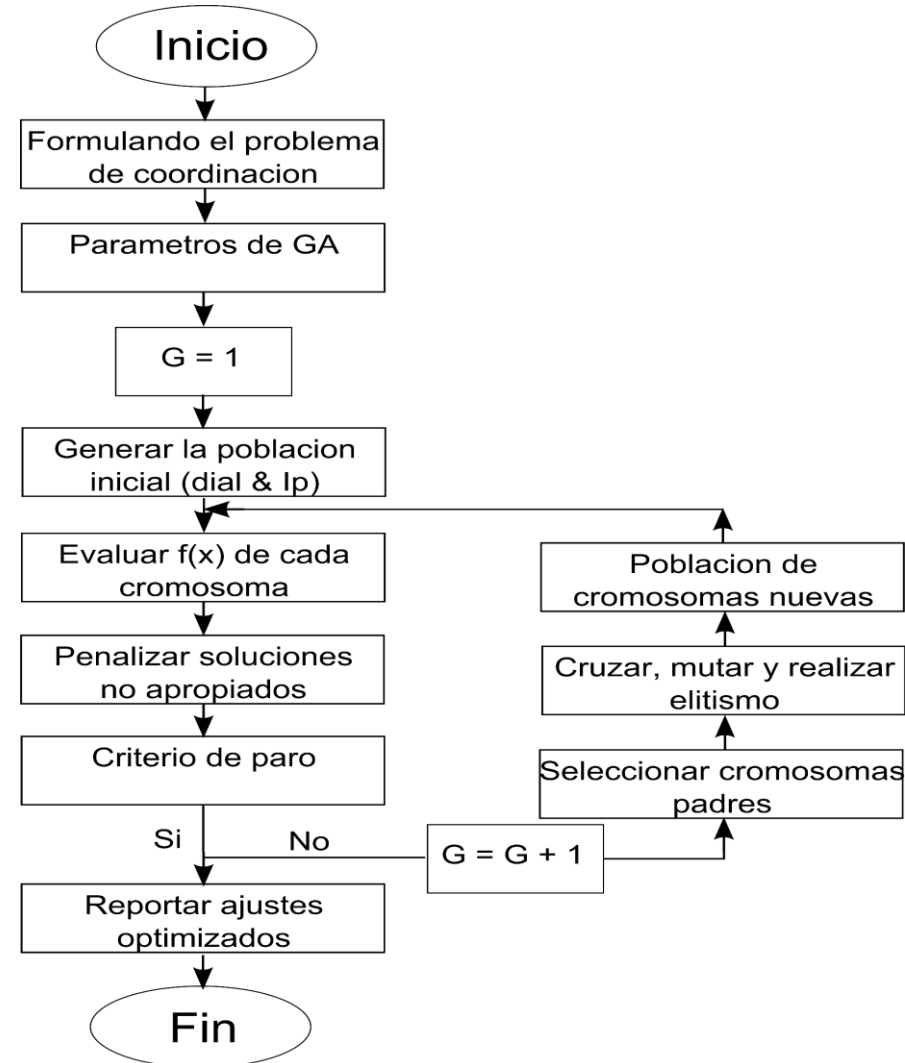 Inicio
Formulando el problema
de coordinacion
Parametros de GA
G = 1
Generar la poblacion
inicial (dial & Ip)
Evaluar f(x) de cada
cromosoma
Penalizar soluciones
no apropiados
Criterio de paro
Si
No
G = G + 1
Seleccionar cromosomas
padres
Cruzar, mutar y realizar
elitismo
Poblacion de
cromosomas nuevas
Reportar ajustes
optimizados
Fin